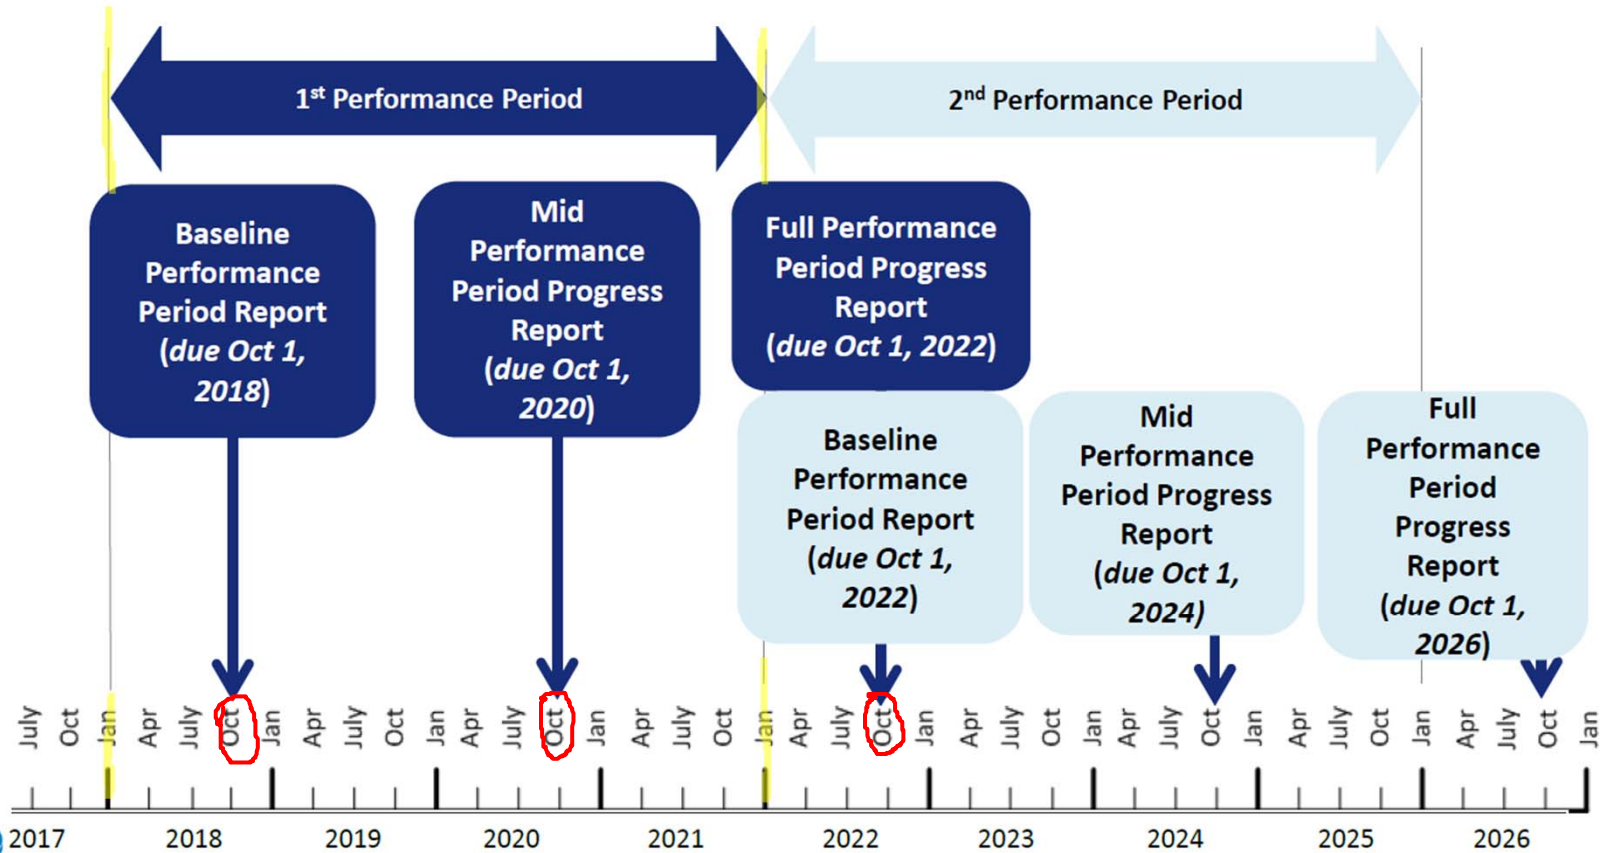 1st Performance Period
2nd Performance Period
Baseline
Performance
Period Report
(due Oct 1,
2018)
Mid
Performance
Period Progress
Report
(due Oct 1,
2020)
Full Performance
Period Progress
Report
(due Oct 1, 2022)
Baseline
Performance
Period Report
(due Oct 1,
2022)
Mid
Performance
Period Progress
Report
(due Oct 1,
2024)
Full
Performance
Period
Progress
Report
(due Oct 1,
2026)
July Oct Jan Apr July Oct Jan Apr July Oct Jan Apr July Oct Jan Apr July Oct Jan Apr July Oct Jan Apr July Oct Jan Apr July Oct Jan Apr July Oct Jan Apr July Oct Jan
2017 2018 2019 2020 2021 2022 2023 2024 2025 2026